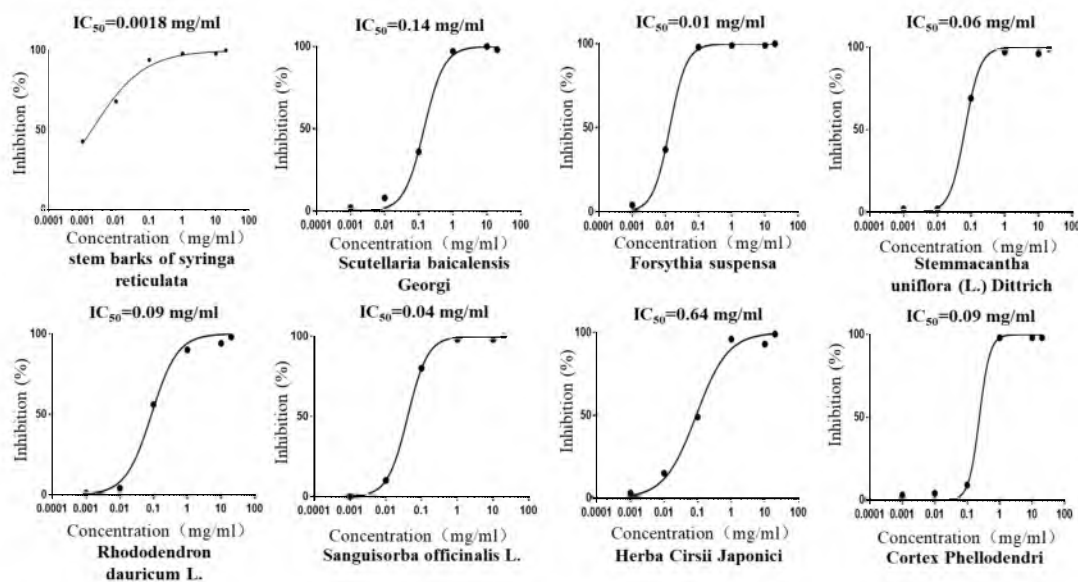 IC50=0.0018 mg/ml
100
50
0
Inhibition (%)
0.0001 0.001 0.01 0.1 1 10 100
Concentration（mg/ml）
stem barks of syringa
reticulata
IC50=0.14 mg/ml
100
50
0
Inhibition (%)
0.0001 0.001 0.01 0.1 1 10 100
Concentration（mg/ml）
Scutellaria baicalensis
Georgi
IC50=0.01 mg/ml
100
50
0
Inhibition (%)
0.0001 0.001 0.01 0.1 1 10 100
Concentration（mg/ml）
Forsythia suspensa
IC50=0.06 mg/ml
100
50
0
Inhibition (%)
0.0001 0.001 0.01 0.1 1 10 100
Concentration（mg/ml）
Stemmacantha
uniflora (L.) Dittrich
IC50=0.09 mg/ml
100
50
0
Inhibition (%)
0.0001 0.001 0.01 0.1 1 10 100
Concentration（mg/ml）
Rhododendron
dauricum L.
IC50=0.04 mg/ml
100
50
0
Inhibition (%)
0.0001 0.001 0.01 0.1 1 10 100
Concentration（mg/ml）
Sanguisorba officinalis L.
IC50=0.64 mg/ml
100
50
0
Inhibition (%)
0.0001 0.001 0.01 0.1 1 10 100
Concentration（mg/ml）
Herba Cirsii Japonici
IC50=0.09 mg/ml
100
50
0
Inhibition (%)
0.0001 0.001 0.01 0.1 1 10 100
Concentration（mg/ml）
Cortex Phellodendri